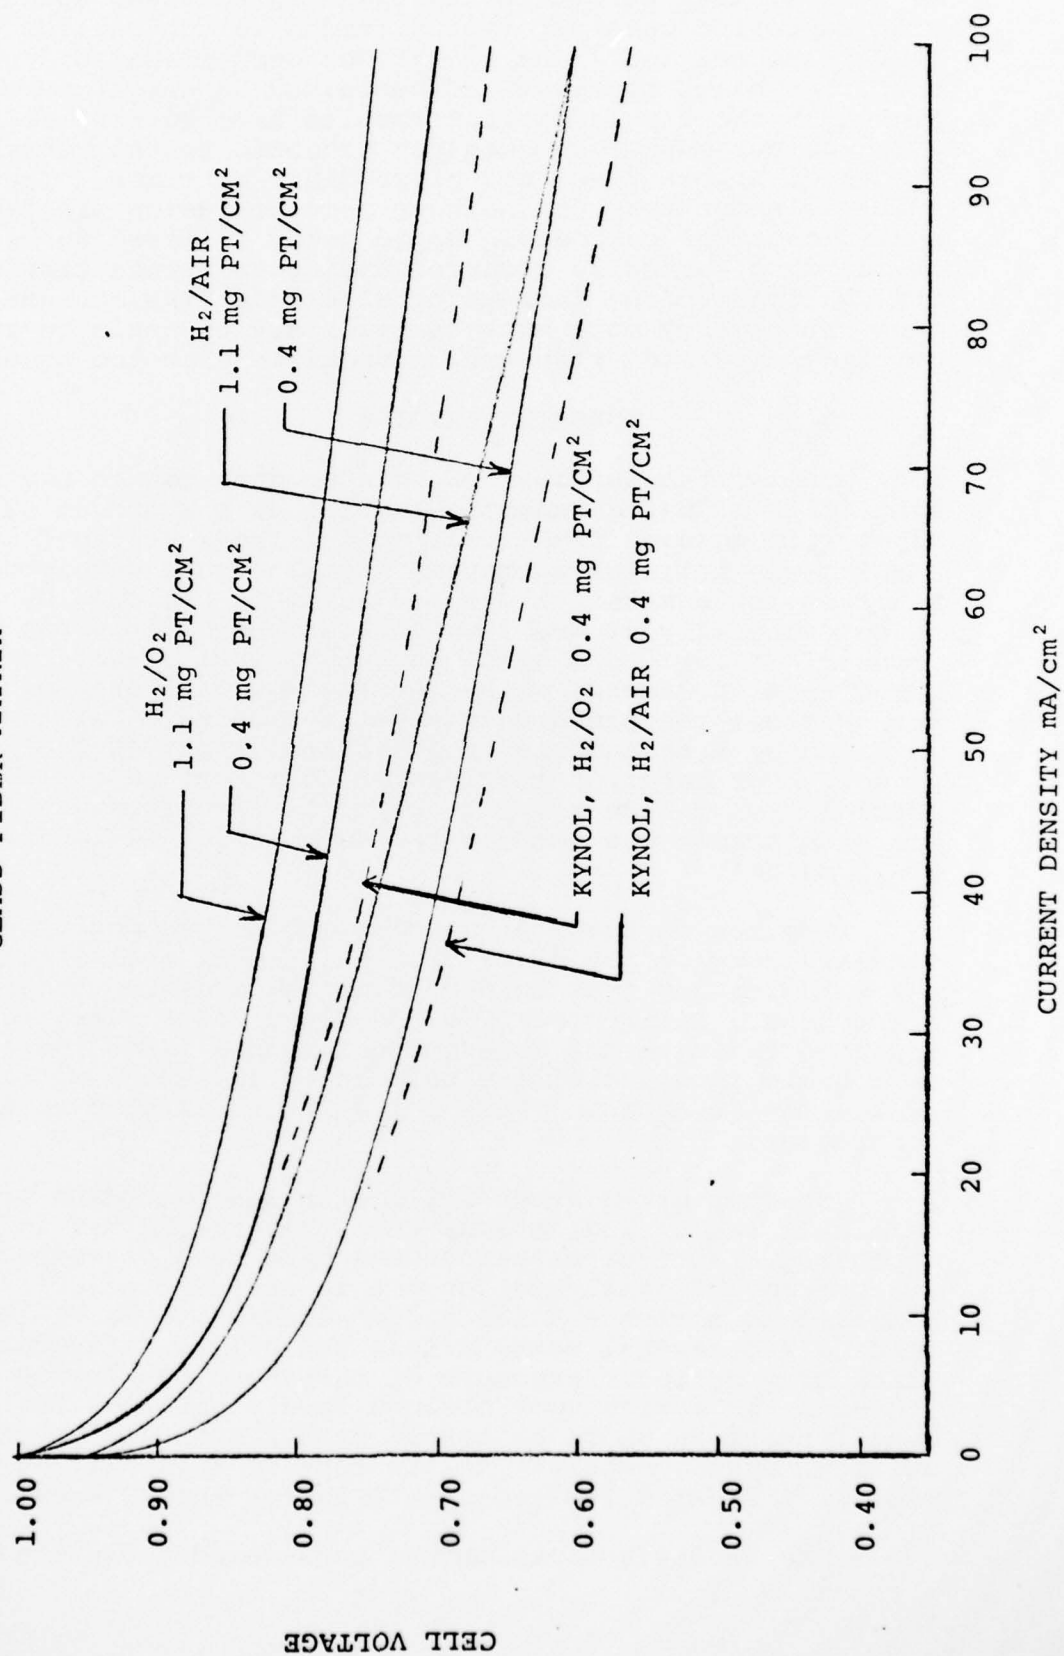 H₂/O₂
1.1 mg PT/CM²
0.4 mg PT/CM²
H₂/AIR
1.1 mg PT/CM²
0.4 mg PT/CM²
KYNOL, H₂/O₂ 0.4 mg PT/CM²
KYNOL, H₂/AIR 0.4 mg PT/CM²
CELL VOLTAGE
1.00
0.90
0.80
0.70
0.60
0.50
0.40
0 10 20 30 40 50 60 70 80 90 100
CURRENT DENSITY mA/cm²